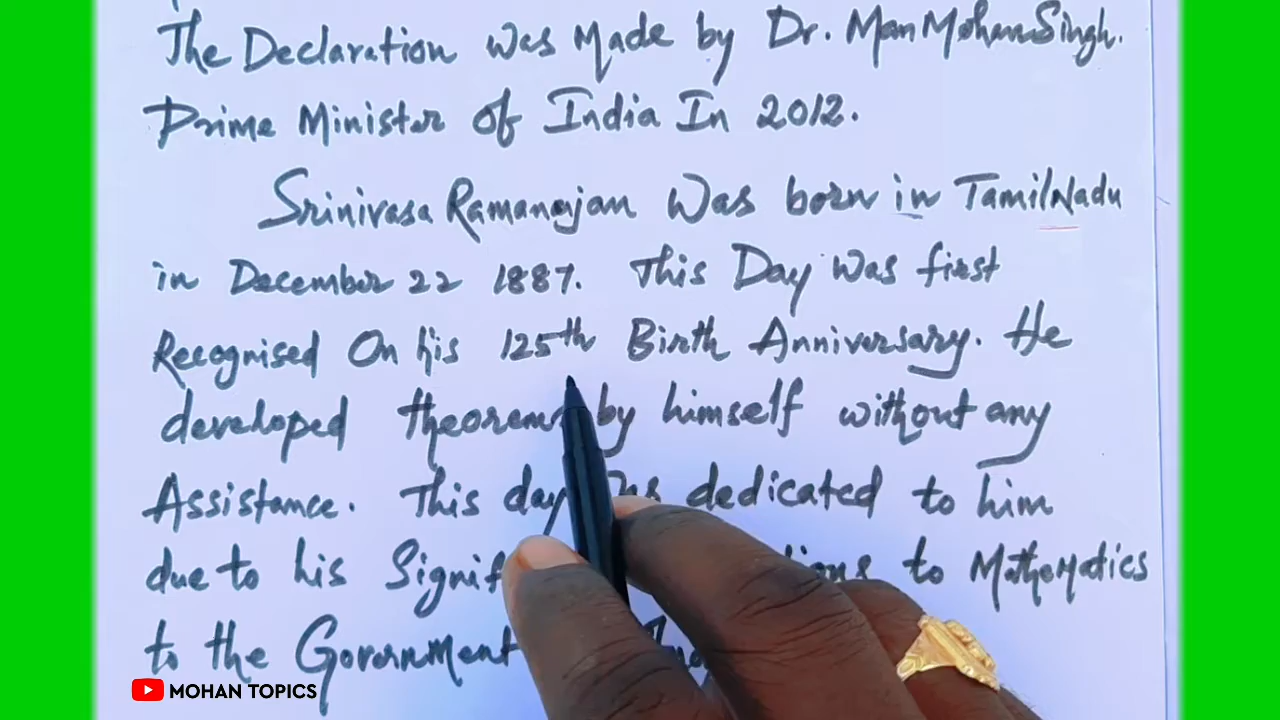 The Declaration was Made by Dr. ManMohanSingh.
Prime Minister of India In 2012.
Srinivasa Ramanajan Was born in TamilNadu
in December 22 1887. This Day Was first
Recognised On his 125th Birth Anniversary. He
developed theorems by himself without any
Assistance. This day dedicated to him
due to his to Mathematics
to the Government
MOHAN TOPICS